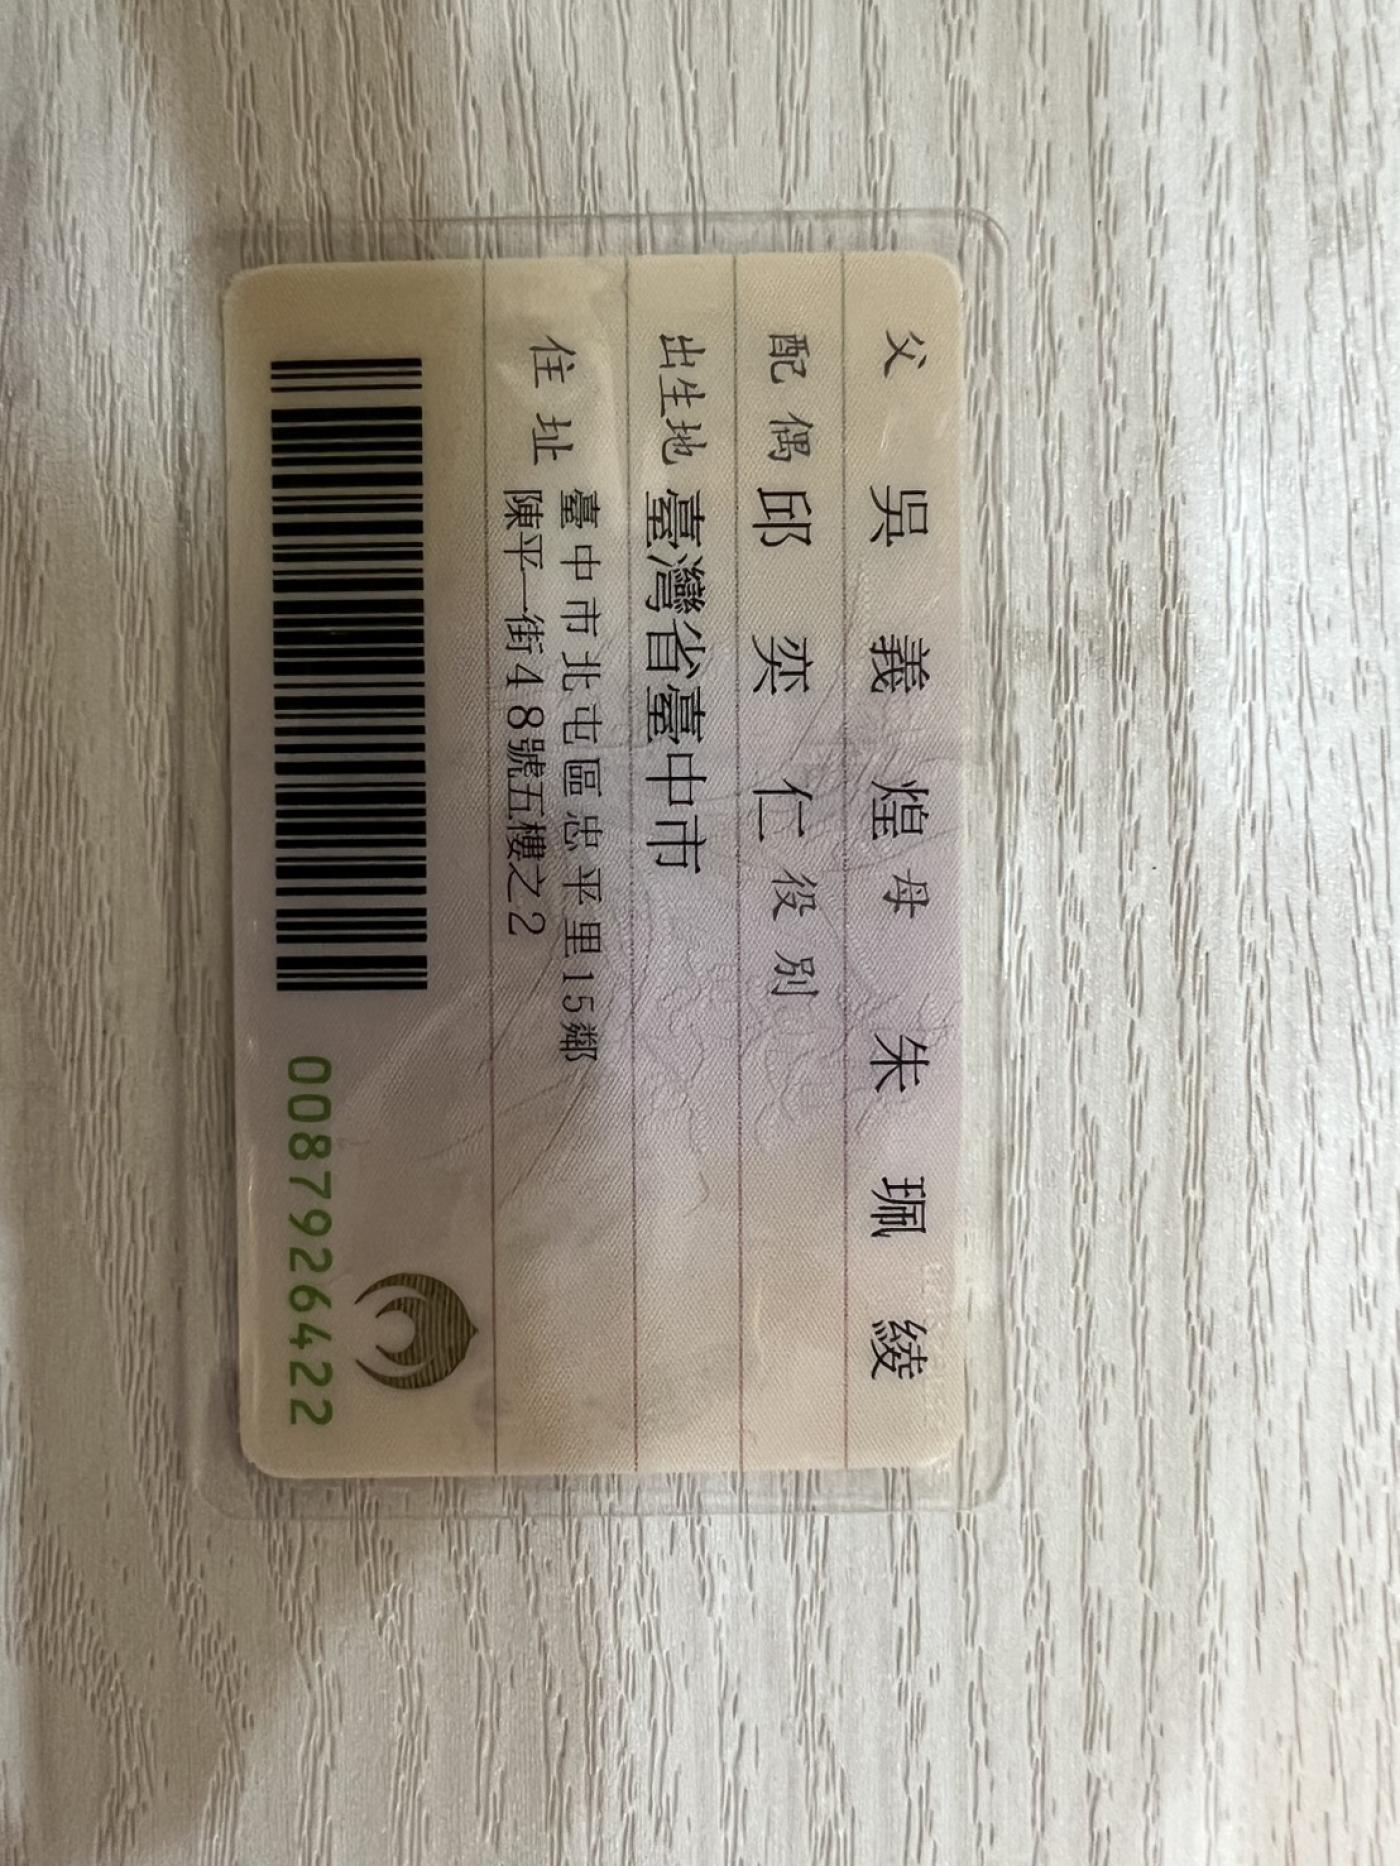 父 吳義煌 母 朱珮綾
配偶 邱奕仁 役別
出生地 臺灣省臺中市
住址 臺中市北屯區忠平里15鄰
陳平一街48號五樓之2
0087926422